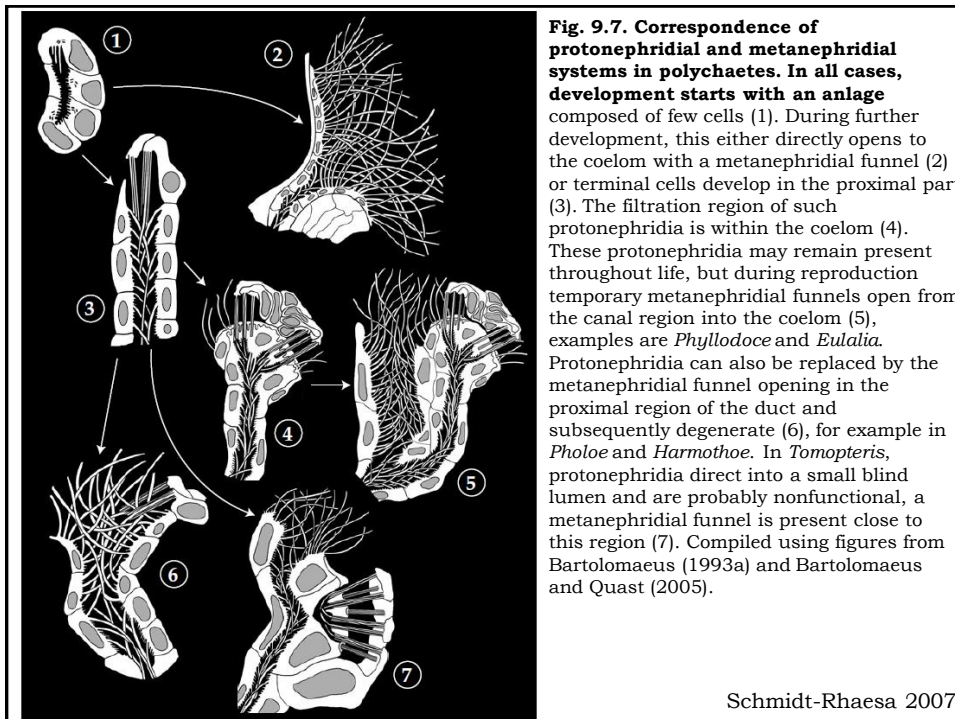 1
2
3
4
5
6
7
Fig. 9.7. Correspondence of
protonephridial and metanephridial
systems in polychaetes. In all cases,
development starts with an anlage
composed of few cells (1). During further
development, this either directly opens to
the coelom with a metanephridial funnel (2)
or terminal cells develop in the proximal part
(3). The filtration region of such
protonephridia is within the coelom (4).
These protonephridia may remain present
throughout life, but during reproduction
temporary metanephridial funnels open from
the canal region into the coelom (5),
examples are Phyllodoce and Eulalia.
Protonephridia can also be replaced by the
metanephridial funnel opening in the
proximal region of the duct and
subsequently degenerate (6), for example in
Pholoe and Harmothoe. In Tomopteris,
protonephridia direct into a small blind
lumen and are probably nonfunctional, a
metanephridial funnel is present close to
this region (7). Compiled using figures from
Bartolomaeus (1993a) and Bartolomaeus
and Quast (2005).
Schmidt-Rhaesa 2007